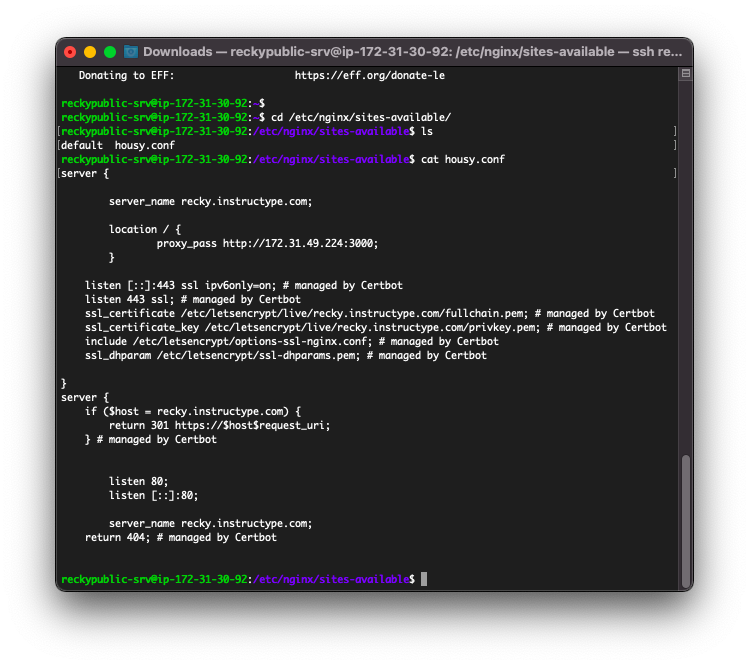 Downloads — reckypublic-srv@ip-172-31-30-92: /etc/nginx/sites-available — ssh re...
Donating to EFF:                    https://eff.org/donate-le
reckypublic-srv@ip-172-31-30-92:~$
reckypublic-srv@ip-172-31-30-92:~$ cd /etc/nginx/sites-available/
[reckypublic-srv@ip-172-31-30-92:/etc/nginx/sites-available$ ls ]
[default  housy.conf ]
reckypublic-srv@ip-172-31-30-92:/etc/nginx/sites-available$ cat housy.conf
[server { ]
server_name recky.instructype.com;
location / {
proxy_pass http://172.31.49.224:3000;
}
listen [::]:443 ssl ipv6only=on; # managed by Certbot
listen 443 ssl; # managed by Certbot
ssl_certificate /etc/letsencrypt/live/recky.instructype.com/fullchain.pem; # managed by Certbot
ssl_certificate_key /etc/letsencrypt/live/recky.instructype.com/privkey.pem; # managed by Certbot
include /etc/letsencrypt/options-ssl-nginx.conf; # managed by Certbot
ssl_dhparam /etc/letsencrypt/ssl-dhparams.pem; # managed by Certbot
}
server {
if ($host = recky.instructype.com) {
return 301 https://$host$request_uri;
} # managed by Certbot
listen 80;
listen [::]:80;
server_name recky.instructype.com;
return 404; # managed by Certbot
reckypublic-srv@ip-172-31-30-92:/etc/nginx/sites-available$